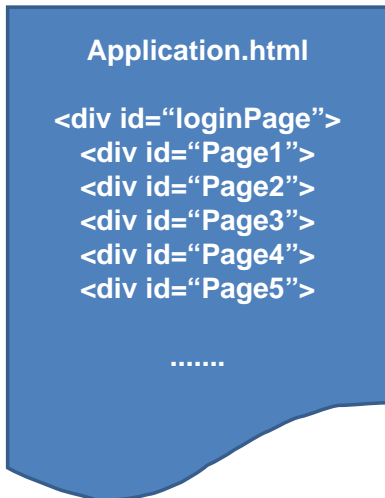 Application.html
<div id=“loginPage”>
<div id=“Page1”>
<div id=“Page2”>
<div id=“Page3”>
<div id=“Page4”>
<div id=“Page5”>
.......